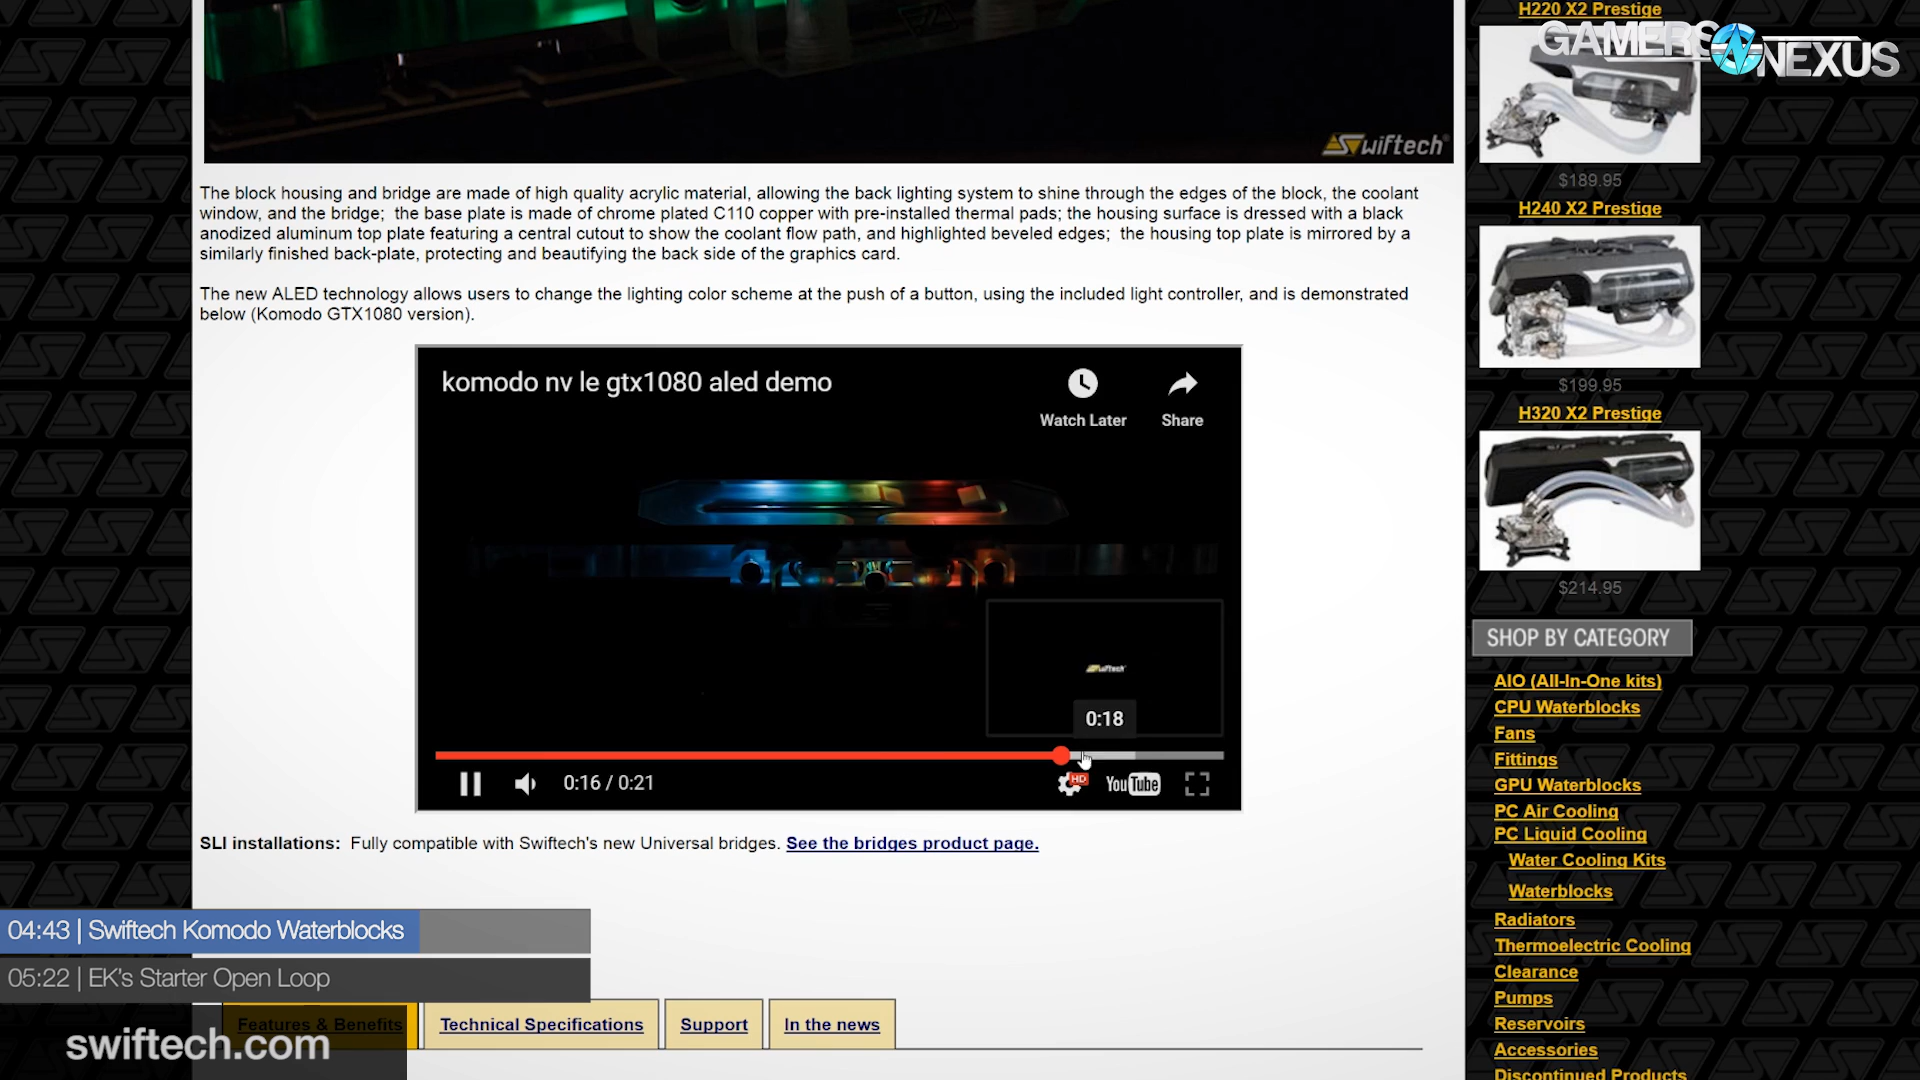 H220 X2 Prestige
GAMERS NEXUS
Swiftech
$189.95
H240 X2 Prestige
$199.95
H320 X2 Prestige
$214.95
The block housing and bridge are made of high quality acrylic material, allowing the back lighting system to shine through the edges of the block, the coolant
window, and the bridge;  the base plate is made of chrome plated C110 copper with pre-installed thermal pads; the housing surface is dressed with a black
anodized aluminum top plate featuring a central cutout to show the coolant flow path, and highlighted beveled edges;  the housing top plate is mirrored by a
similarly finished back-plate, protecting and beautifying the back side of the graphics card.
The new ALED technology allows users to change the lighting color scheme at the push of a button, using the included light controller, and is demonstrated
below (Komodo GTX1080 version).
komodo nv le gtx1080 aled demo
Watch Later
Share
Swiftech
0:18
0:16 / 0:21
HD
YouTube
SLI installations:  Fully compatible with Swiftech's new Universal bridges. See the bridges product page.
SHOP BY CATEGORY
AIO (All-In-One kits)
CPU Waterblocks
Fans
Fittings
GPU Waterblocks
PC Air Cooling
PC Liquid Cooling
Water Cooling Kits
Waterblocks
Radiators
Thermoelectric Cooling
Clearance
Pumps
Reservoirs
Accessories
Discontinued Products
04:43 | Swiftech Komodo Waterblocks
05:22 | EK's Starter Open Loop
Features & Benefits
Technical Specifications
Support
In the news
swiftech.com